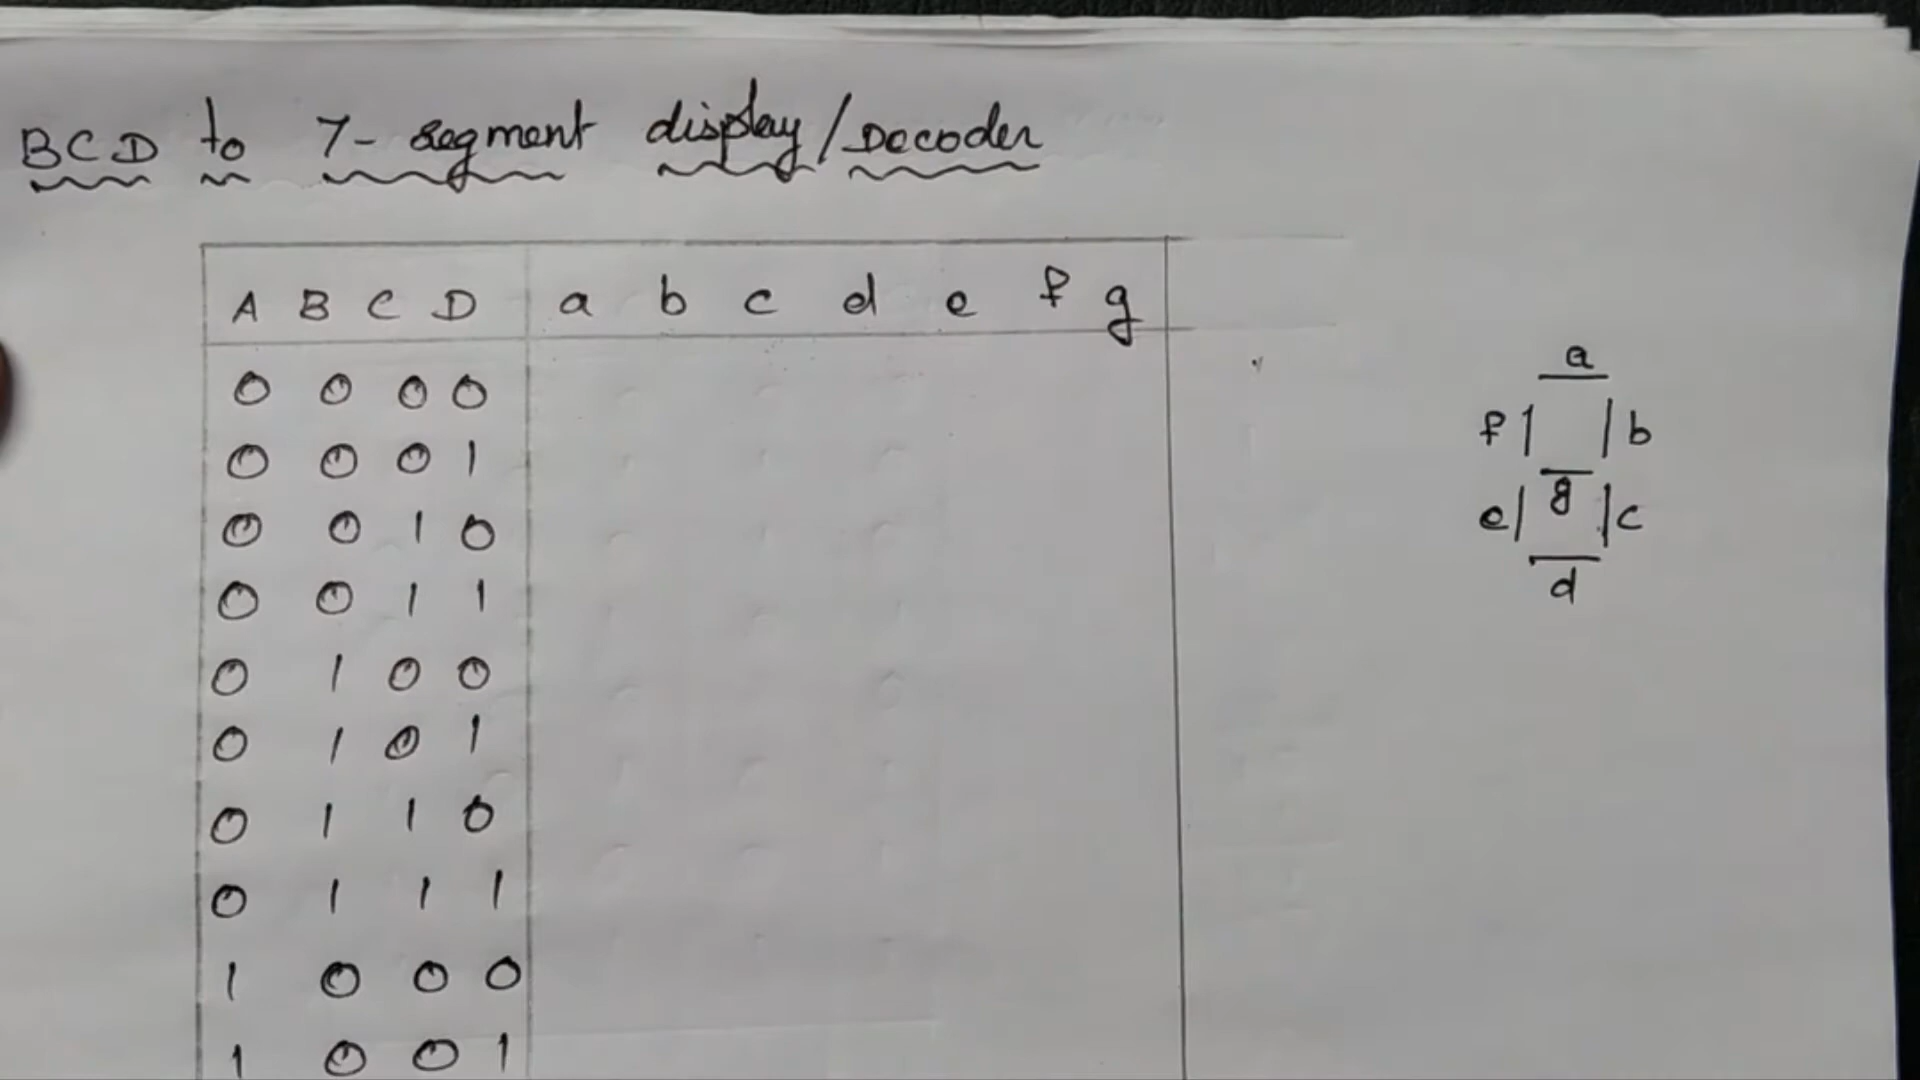 BCD to 7-segment display/Decoder
A B C D a b c d e f g
0 0 0 0
0 0 0 1
0 0 1 0
0 0 1 1
0 1 0 0
0 1 0 1
0 1 1 0
0 1 1 1
1 0 0 0
1 0 0 1
a
f b
g
e c
d